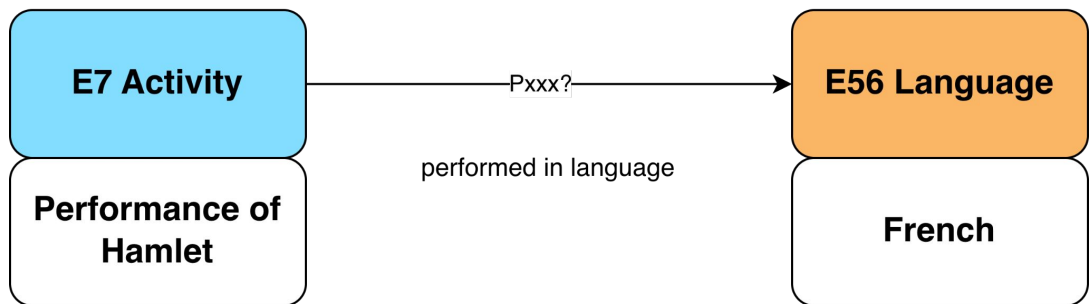 E7 Activity
Pxxx?
E56 Language
performed in language
Performance of
Hamlet
French